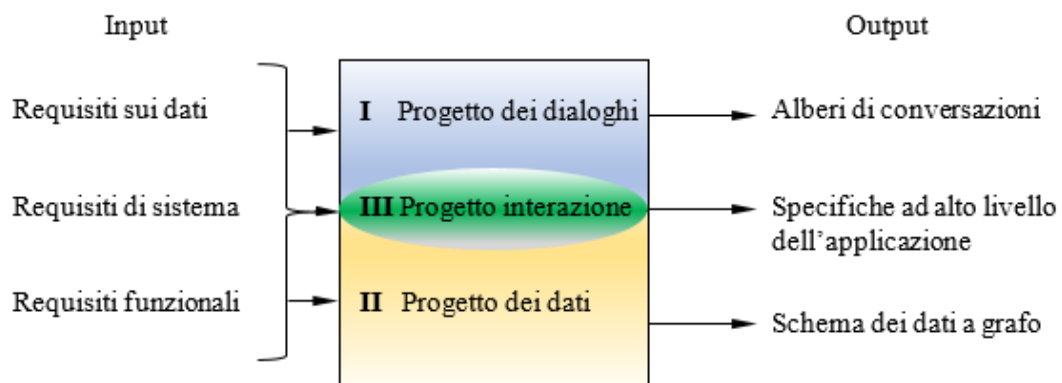 Input
Output
Requisiti sui dati
I Progetto dei dialoghi
Alberi di conversazioni
Requisiti di sistema
III Progetto interazione
Specifiche ad alto livello
dell’applicazione
Requisiti funzionali
II Progetto dei dati
Schema dei dati a grafo